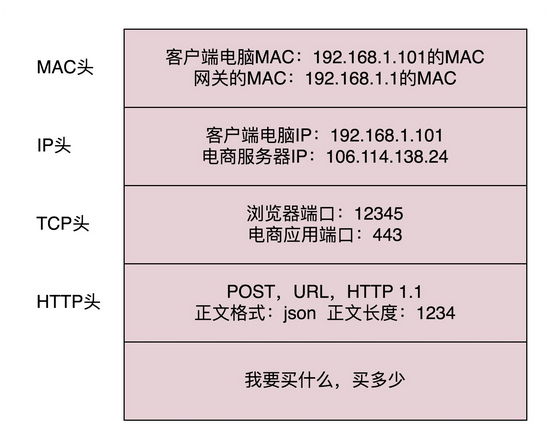 MAC头
客户端电脑MAC：192.168.1.101的MAC
网关的MAC：192.168.1.1的MAC
IP头
客户端电脑IP：192.168.1.101
电商服务器IP：106.114.138.24
TCP头
浏览器端口：12345
电商应用端口：443
HTTP头
POST，URL，HTTP 1.1
正文格式：json 正文长度：1234
我要买什么，买多少